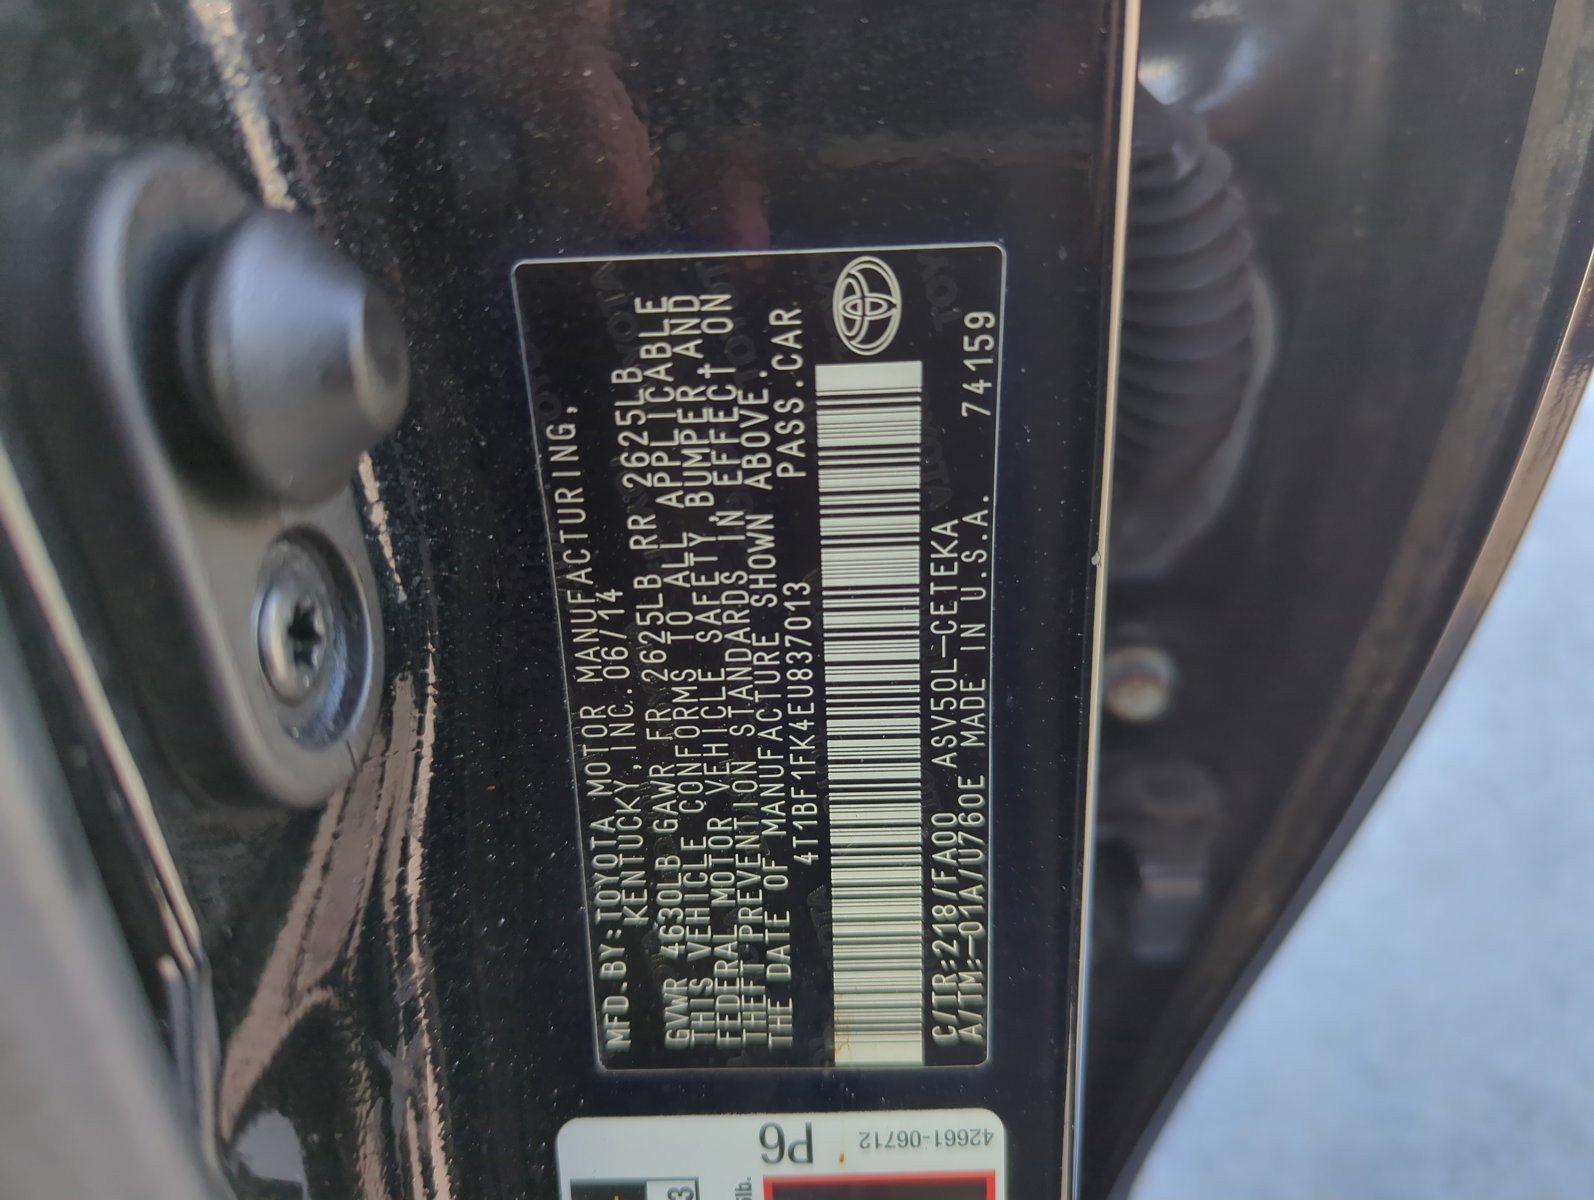 MFD.BY:TOYOTA MOTOR MANUFACTURING,
KENTUCKY,INC. 06/14
GVWR 4630LB GAWR FR 2625LB RR 2625LB
THIS VEHICLE CONFORMS TO ALL APPLICABLE
FEDERAL MOTOR VEHICLE SAFETY BUMPER AND
THEFT PREVENTION STANDARDS IN EFFECT ON
THE DATE OF MANUFACTURE SHOWN ABOVE.
4T1BF1FK4EU837013 PASS.CAR
C/TR:218/FA00 ASV50L-CETEKA 74159
A/TM:-01A/U760E MADE IN U.S.A.
P6
42661-06712